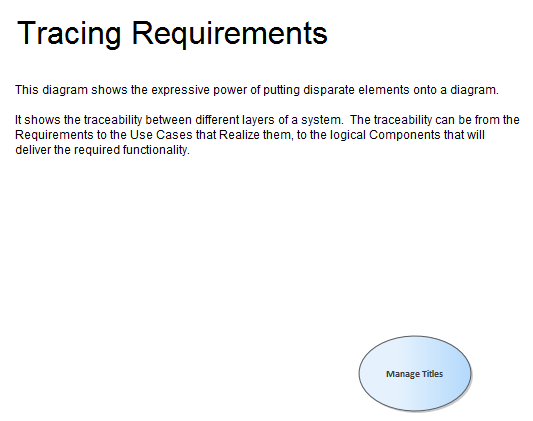 Tracing Requirements
This diagram shows the expressive power of putting disparate elements onto a diagram.
It shows the traceability between different layers of a system.  The traceability can be from the
Requirements to the Use Cases that Realize them, to the logical Components that will
deliver the required functionality.
Manage Titles